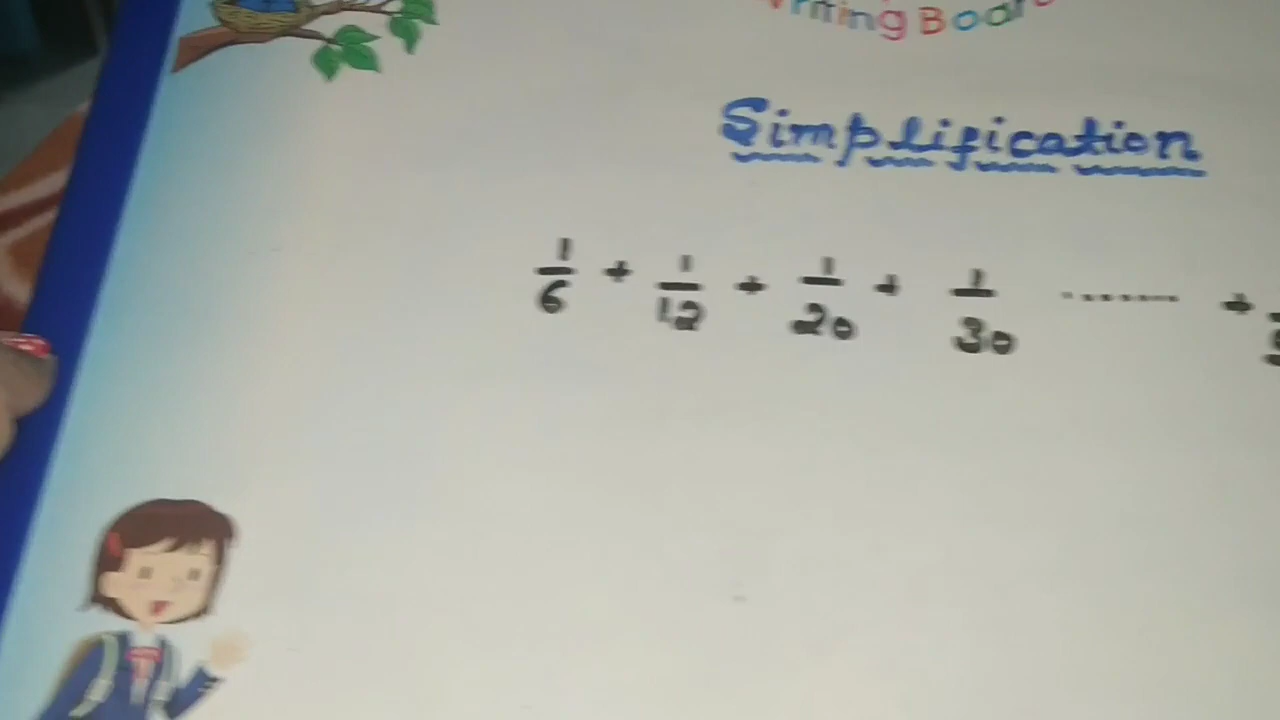 Writing Board
Simplification
1/6 + 1/12 + 1/20 + 1/30 ........ +